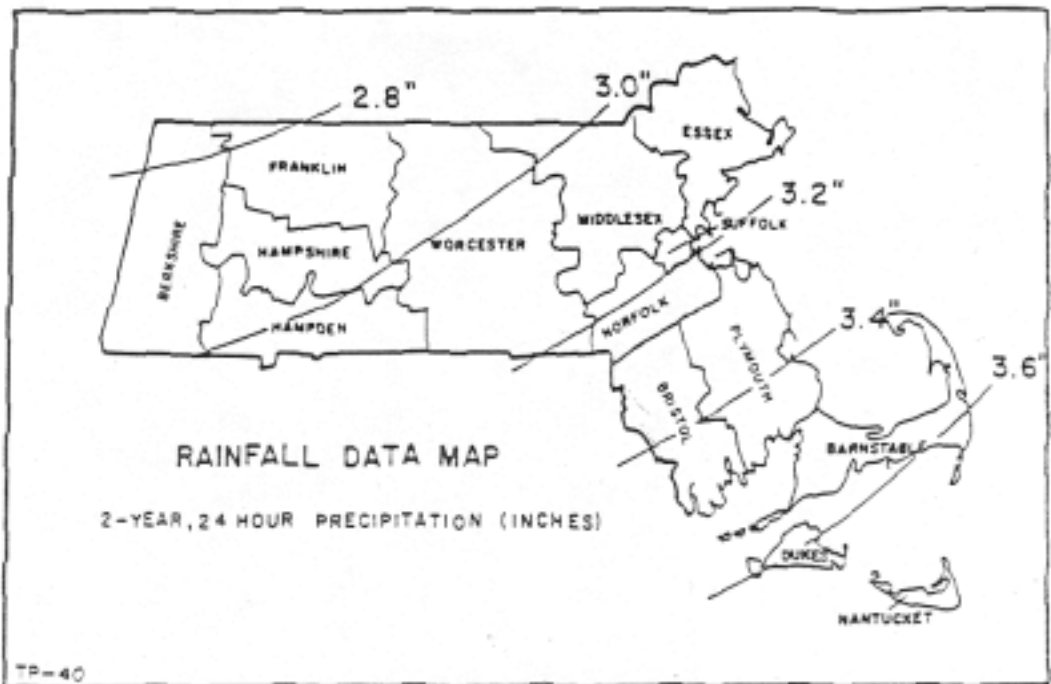 2.8"
3.0"
ESSEX
FRANKLIN
3.2"
MIDDLESEX
SUFFOLK
HAMPSHIRE
WORCESTER
BERKSHIRE
HAMPDEN
NORFOLK
3.4"
PLYMOUTH
3.6"
BRISTOL
BARNSTABLE
RAINFALL DATA MAP
2-YEAR, 24 HOUR PRECIPITATION (INCHES)
DUKES
NANTUCKET
TP-40